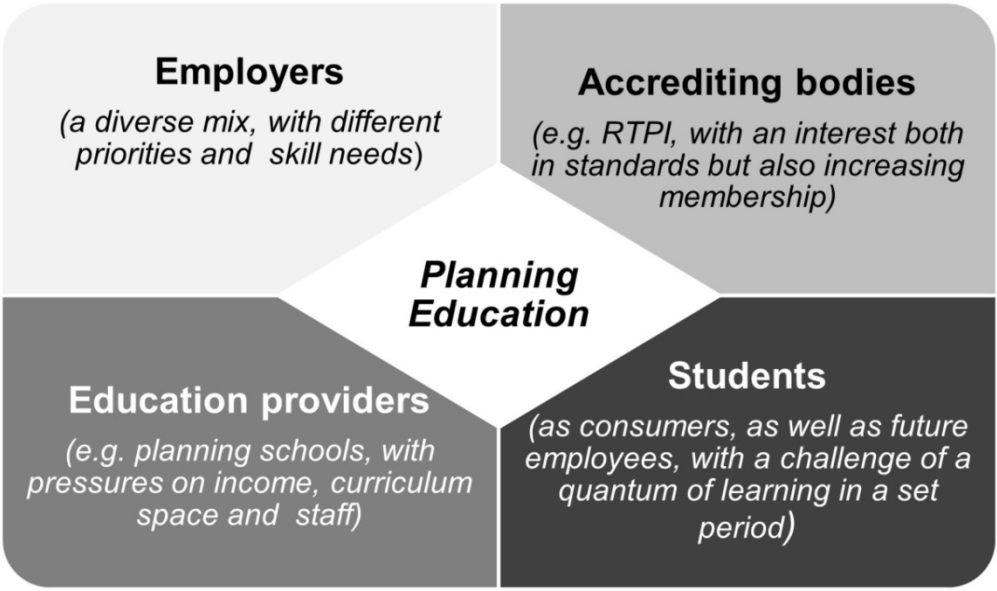 Employers
(a diverse mix, with different
priorities and  skill needs)
Accrediting bodies
(e.g. RTPI, with an interest both
in standards but also increasing
membership)
Planning
Education
Education providers
(e.g. planning schools, with
pressures on income, curriculum
space and  staff)
Students
(as consumers, as well as future
employees, with a challenge of a
quantum of learning in a set
period)